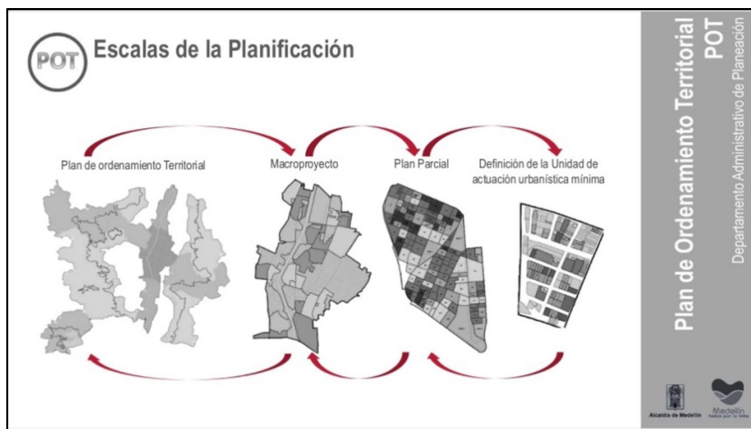 POT
Escalas de la Planificación
Plan de ordenamiento Territorial
Macroproyecto
Plan Parcial
Definición de la Unidad de
actuación urbanística mínima
Plan de Ordenamiento Territorial
POT
Departamento Administrativo de Planeación
Alcaldía de Medellín
Medellín